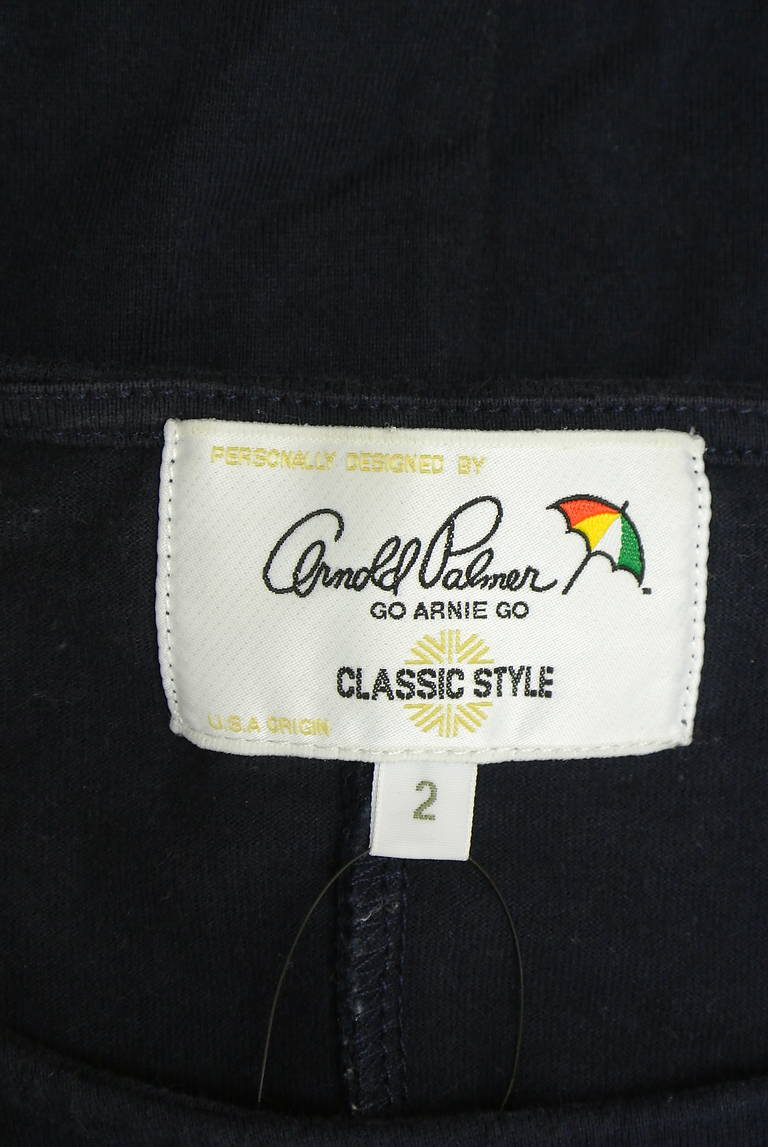 PERSONALLY DESIGNED BY
Arnold Palmer
GO ARNIE GO
CLASSIC STYLE
U.S.A ORIGIN
2